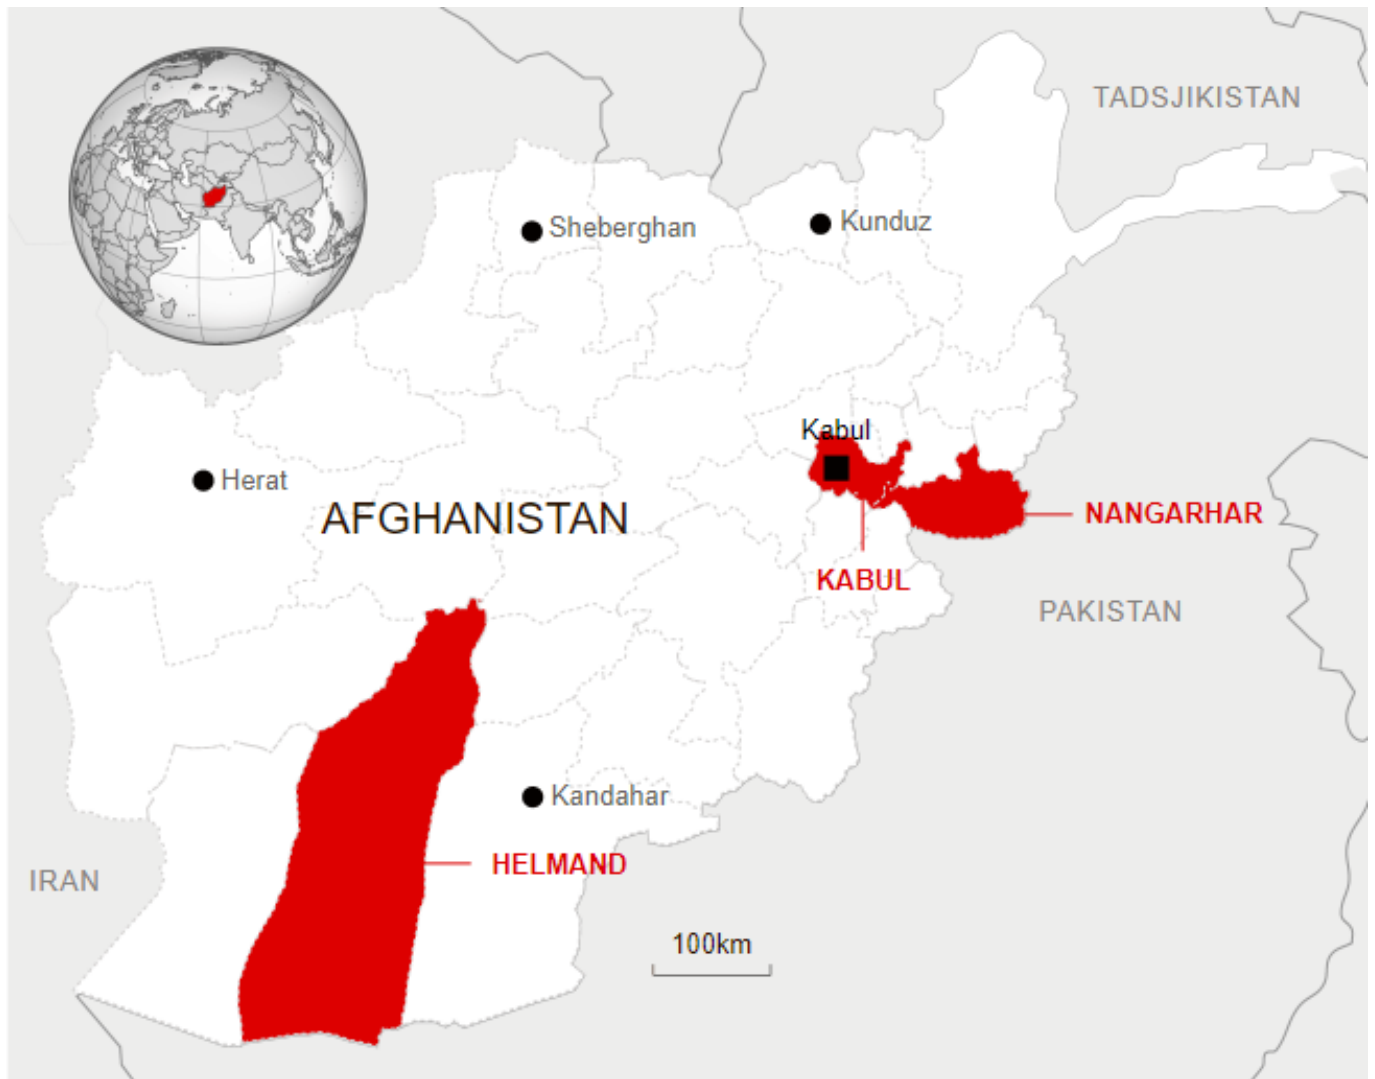 TADSJIKISTAN
Sheberghan
Kunduz
Kabul
Herat
AFGHANISTAN
NANGARHAR
KABUL
PAKISTAN
Kandahar
HELMAND
IRAN
100km